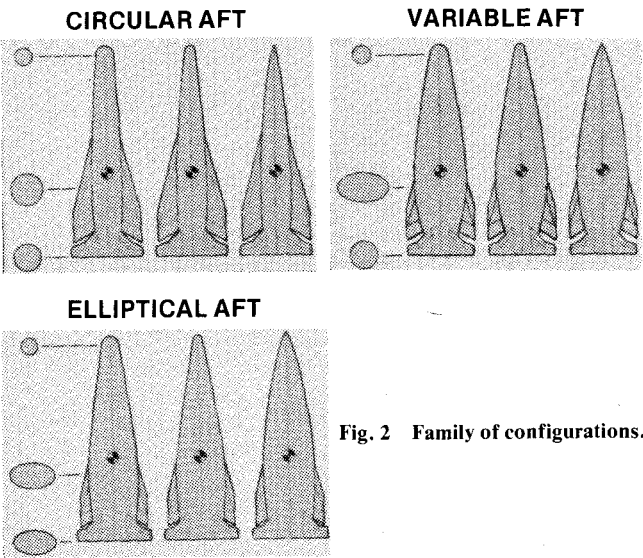 CIRCULAR AFT
VARIABLE AFT
ELLIPTICAL AFT
Fig. 2 Family of configurations.